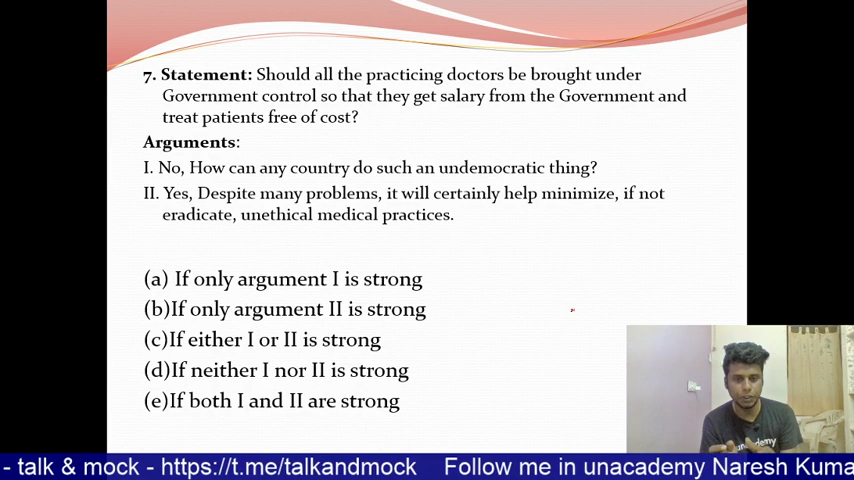 7. Statement: Should all the practicing doctors be brought under
Government control so that they get salary from the Government and
treat patients free of cost?
Arguments:
I. No, How can any country do such an undemocratic thing?
II. Yes, Despite many problems, it will certainly help minimize, if not
eradicate, unethical medical practices.
(a) If only argument I is strong
(b)If only argument II is strong
(c)If either I or II is strong
(d)If neither I nor II is strong
(e)If both I and II are strong
- talk & mock - https://t.me/talkandmock Follow me in unacademy Naresh Kuma